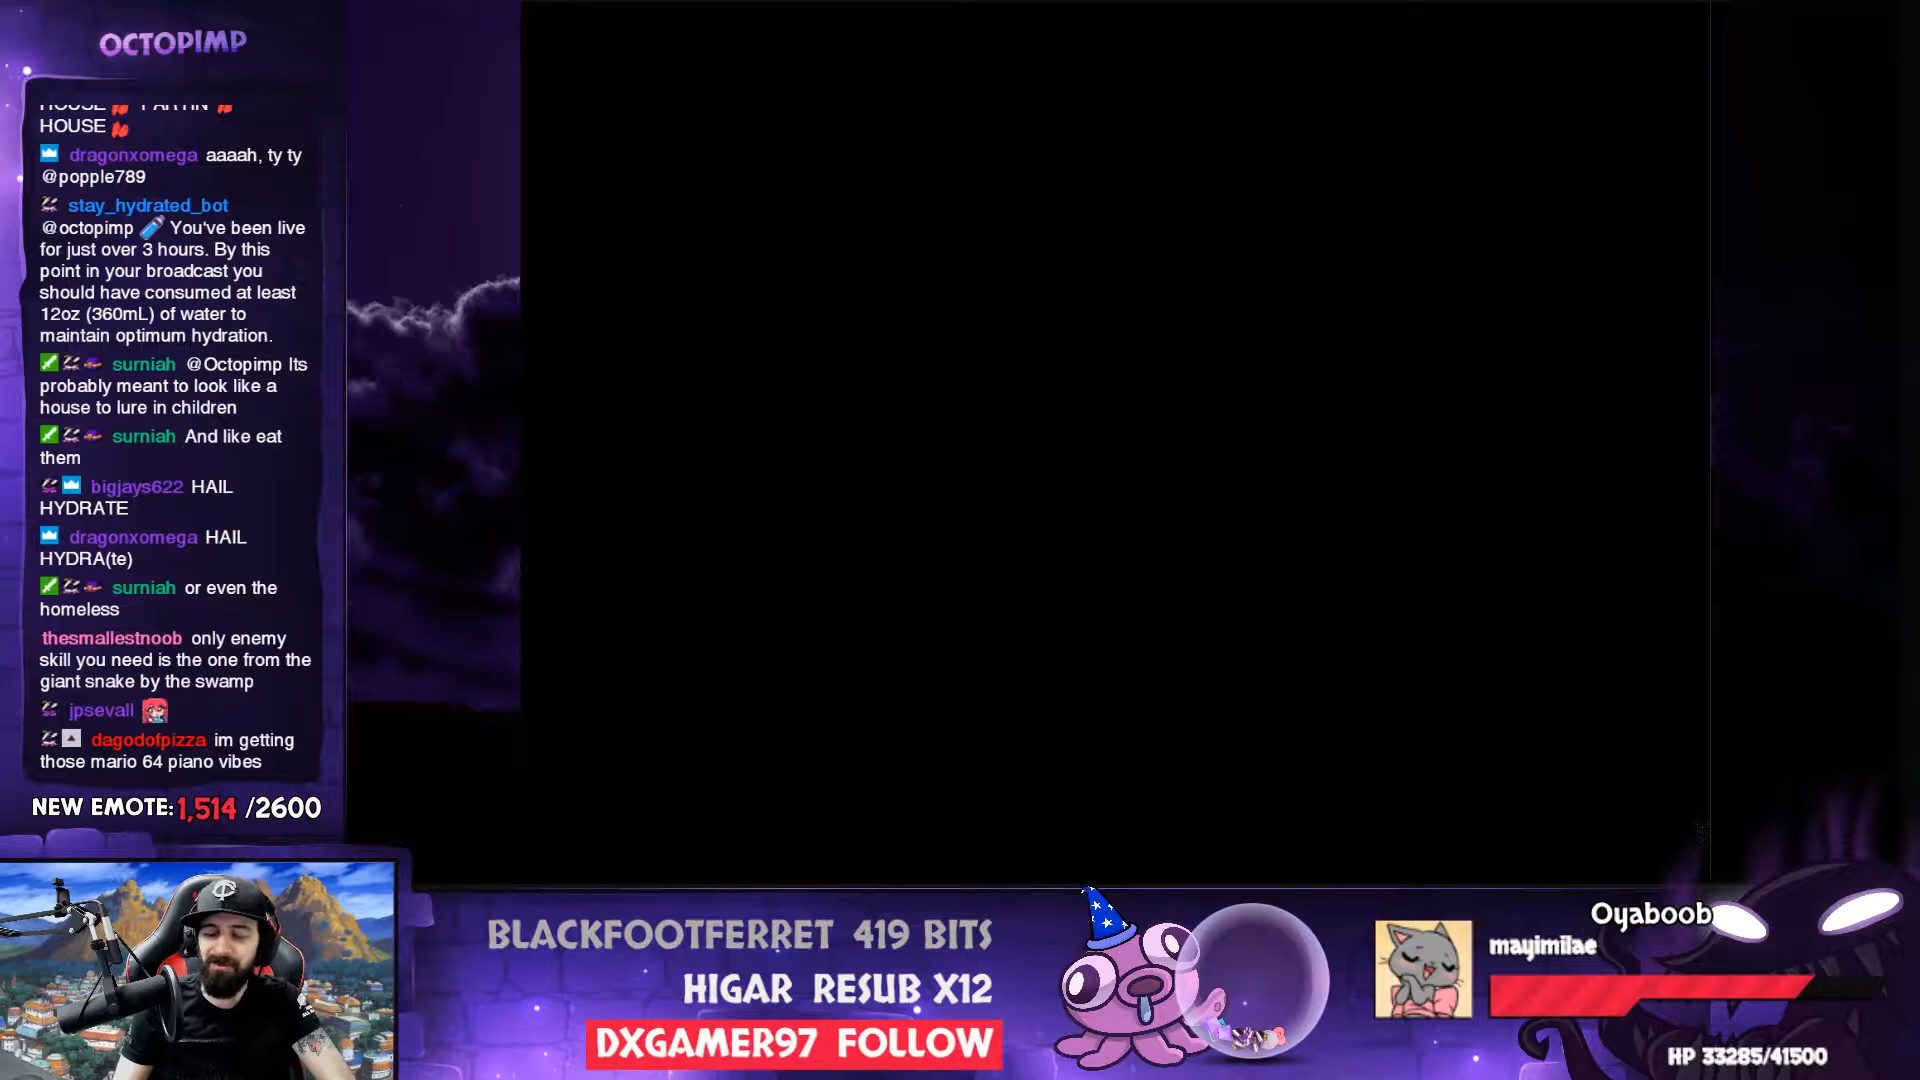 OCTOPIMP
HOUSE PARTIN
HOUSE
dragonxomega aaaah, ty ty
@popple789
stay_hydrated_bot
@octopimp You've been live
for just over 3 hours. By this
point in your broadcast you
should have consumed at least
12oz (360mL) of water to
maintain optimum hydration.
surniah @Octopimp Its
probably meant to look like a
house to lure in children
surniah And like eat
them
bigjays622 HAIL
HYDRATE
dragonxomega HAIL
HYDRA(te)
surniah or even the
homeless
thesmallestnoob only enemy
skill you need is the one from the
giant snake by the swamp
jpsevall
dagodofpizza im getting
those mario 64 piano vibes
NEW EMOTE: 1,514 /2600
BLACKFOOTFERRET 419 BITS
HIGAR RESUB X12
DXGAMER97 FOLLOW
Oyaboob
mayimilae
HP 33285/41500